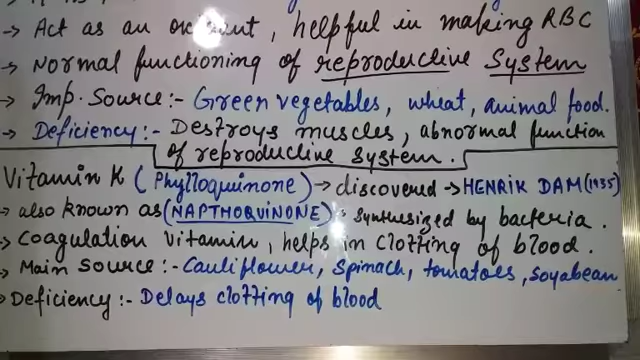 → Act as an ox , helpful in making RBC
→ Normal functioning of reproductive System
→ Imp. Source :- Green vegetables, wheat, animal food.
→ Deficiency :- Destroys muscles, abnormal function
of reproductive System.
Vitamin K (Phylloquinone) → discovered → HENRIK DAM (1935)
→ also known as (NAPTHOQUINONE) · Synthesized by bacteria.
→ Coagulation Vitamin, helps in Clotting of blood.
→ Main Source :- Cauliflower, Spinach, tomatoes, Soyabean
→ Deficiency :- Delays clotting of blood